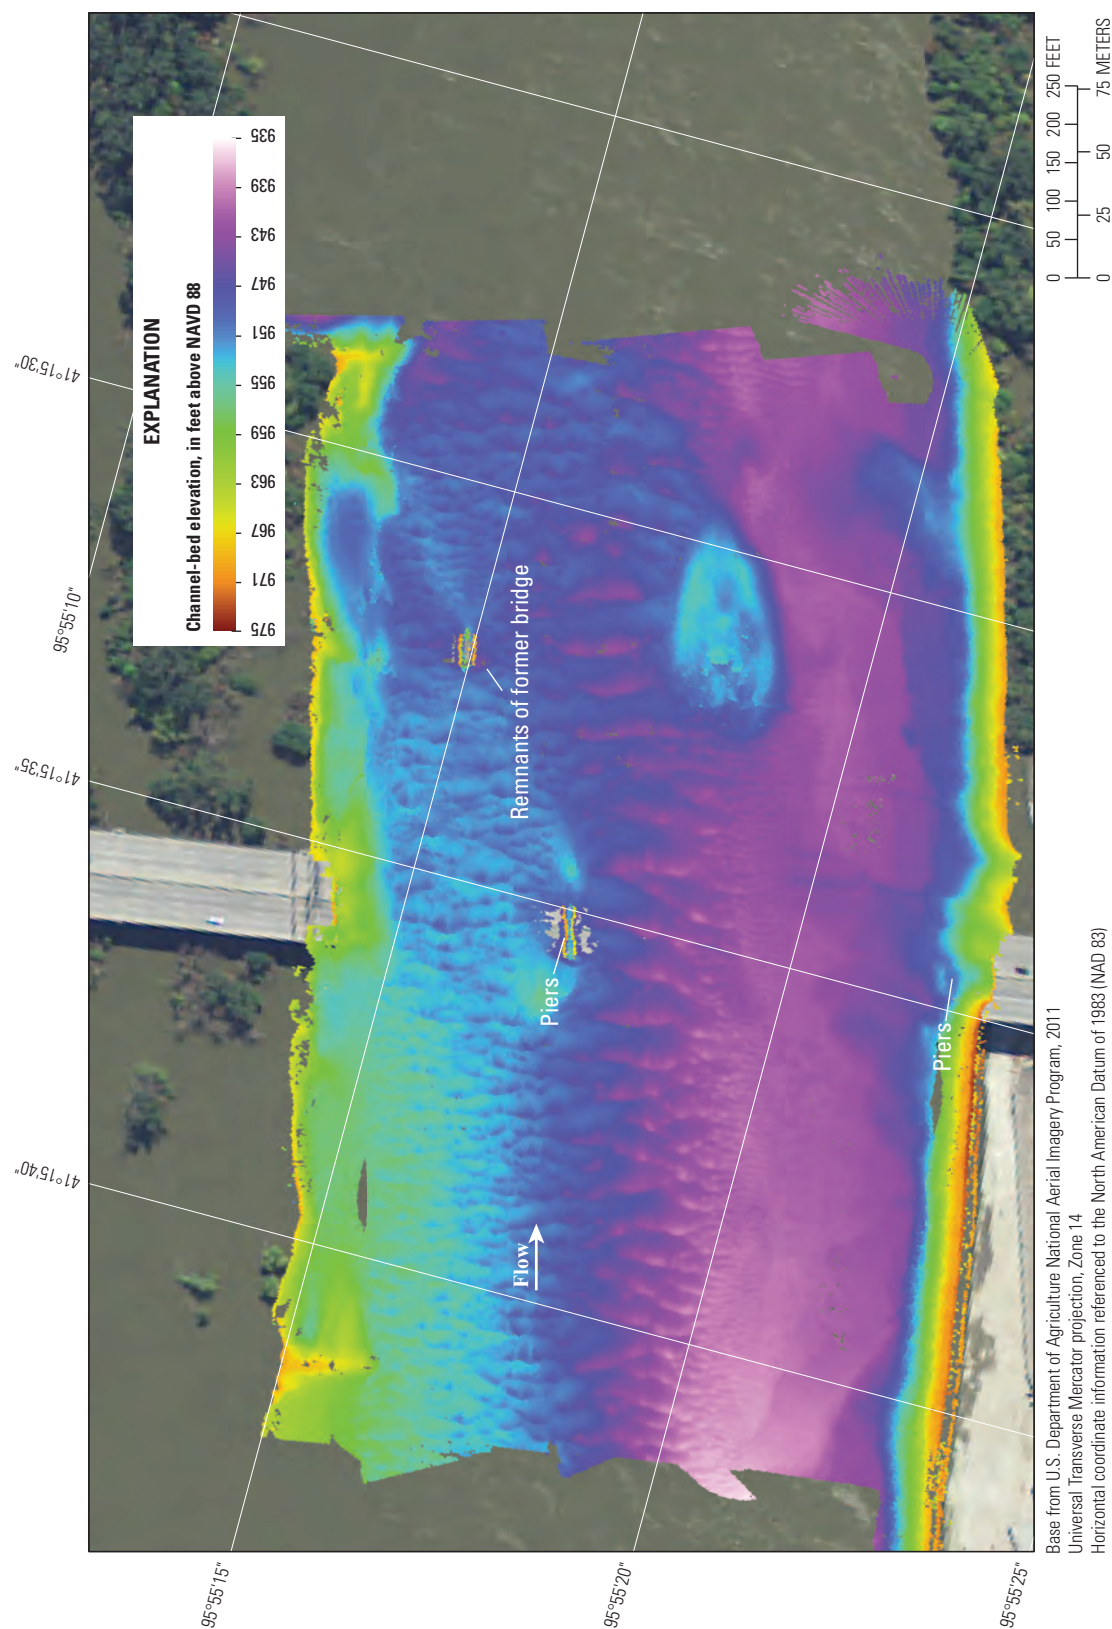 EXPLANATION
Channel-bed elevation, in feet above NAVD 88
975
971
967
963
959
955
951
947
943
939
935
41°15'40"
41°15'35"
41°15'30"
95°55'10"
95°55'15"
95°55'20"
95°55'25"
Remnants of former bridge
Piers
Flow
Piers
Base from U.S. Department of Agriculture National Aerial Imagery Program, 2011
Universal Transverse Mercator projection, Zone 14
Horizontal coordinate information referenced to the North American Datum of 1983 (NAD 83)
0 50 100 150 200 250 FEET
0 25 50 75 METERS